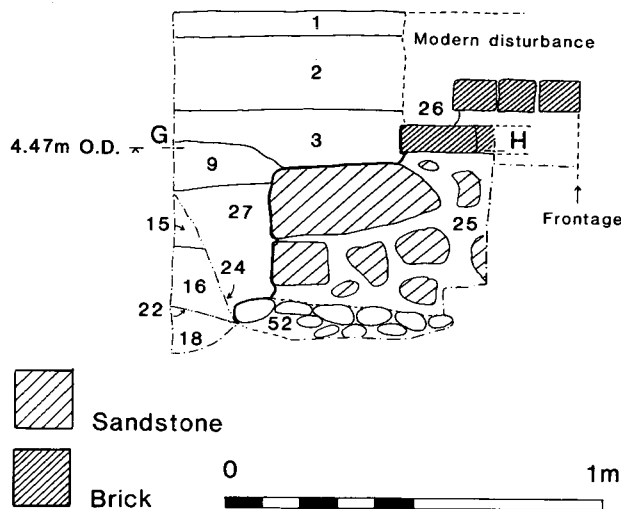 1
Modern disturbance
2
26
G
3
H
4.47m O.D.
9
27
25
15
Frontage
24
16
22
52
18
Sandstone
0
1m
Brick